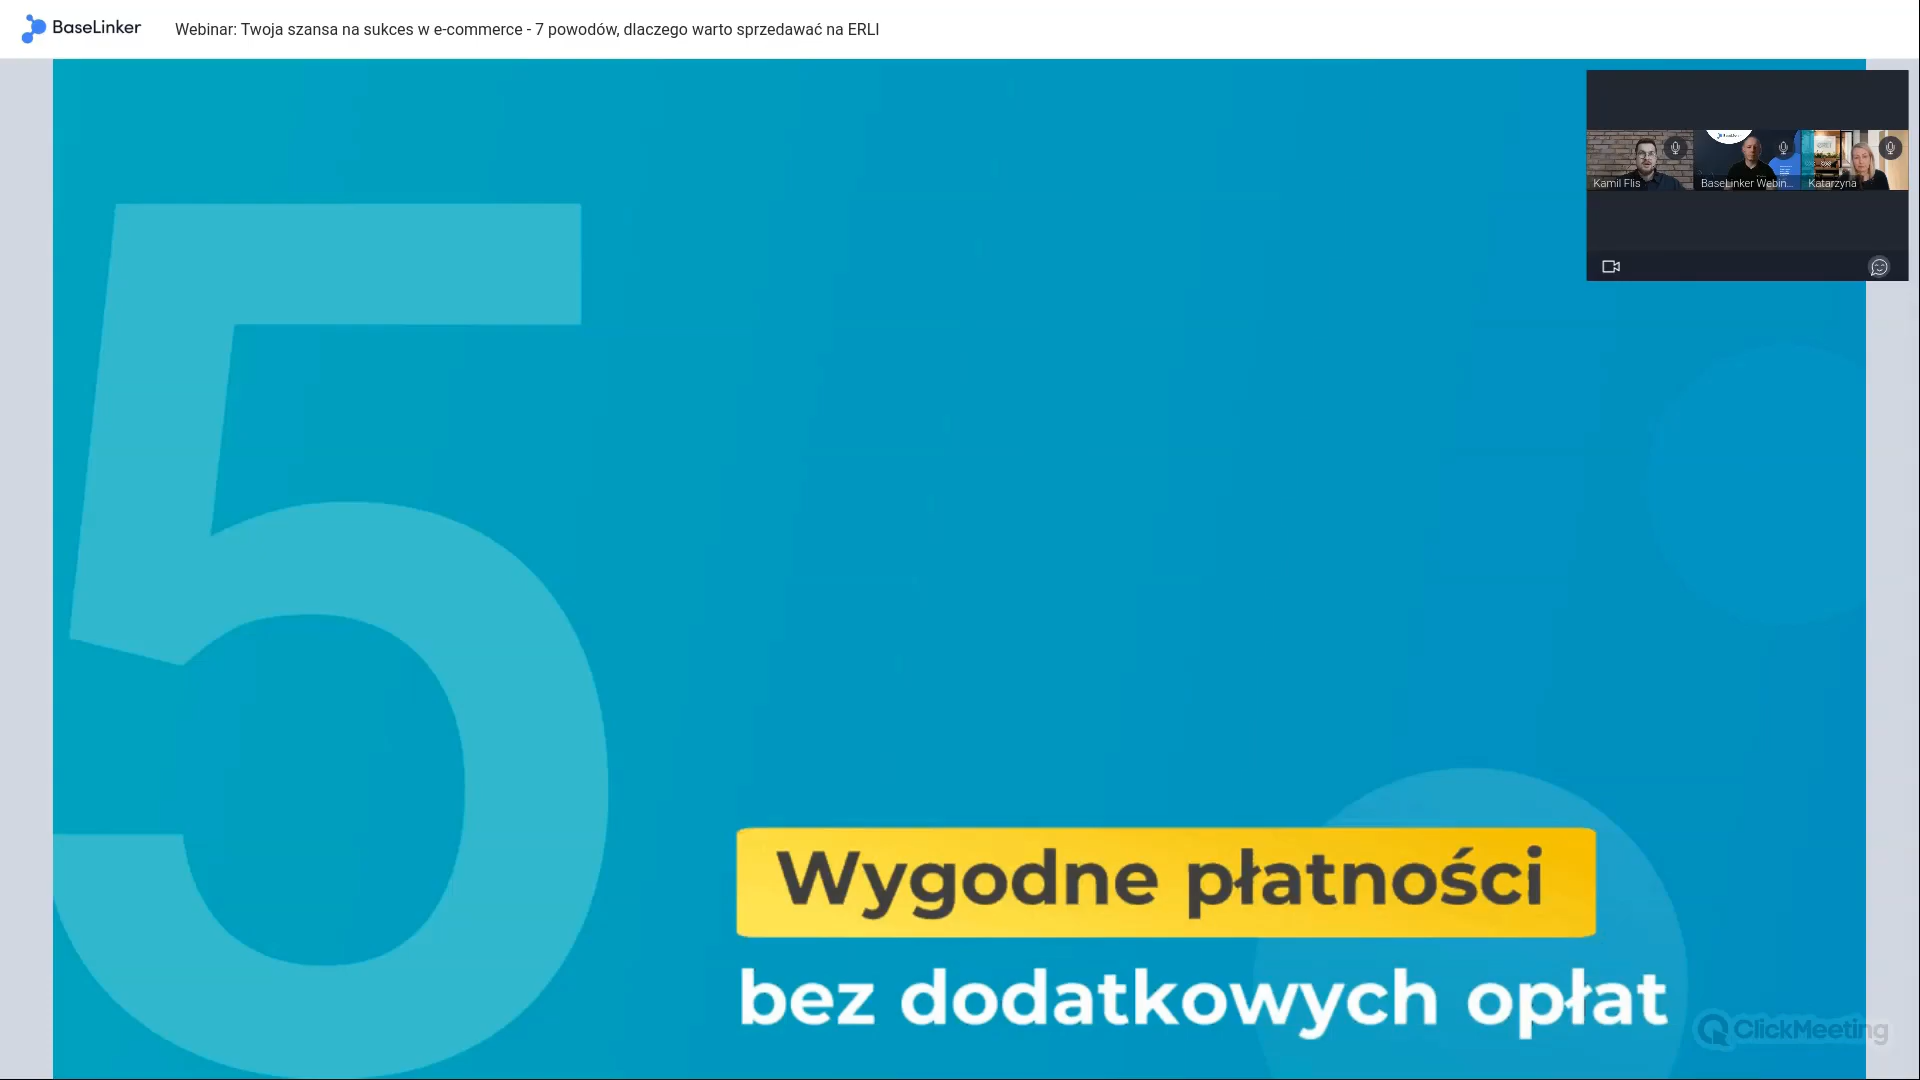 BaseLinker
Webinar: Twoja szansa na sukces w e-commerce - 7 powodów, dlaczego warto sprzedawać na ERLI
Kamil Flis
BaseLinker Webin...
Katarzyna
5
Wygodne płatności
bez dodatkowych opłat
ClickMeeting